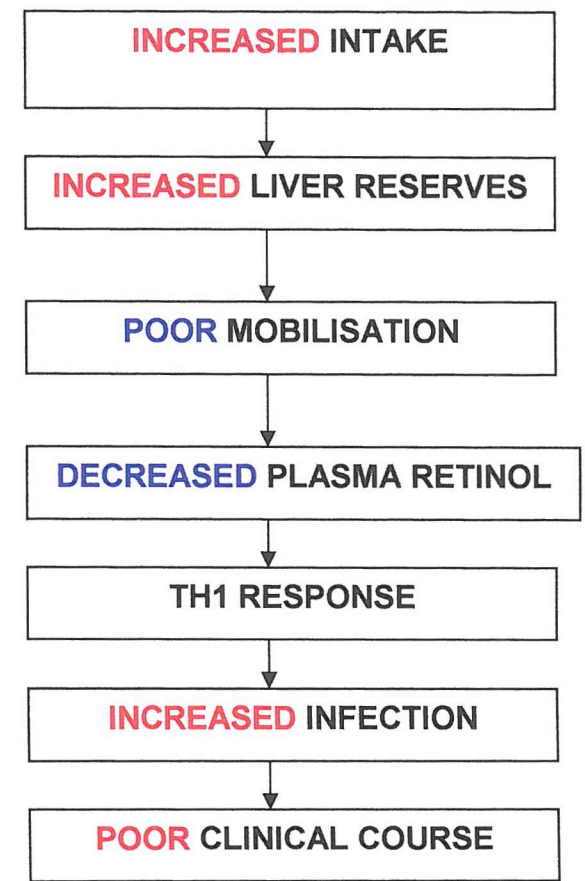 INCREASED INTAKE
INCREASED LIVER RESERVES
POOR MOBILISATION
DECREASED PLASMA RETINOL
TH1 RESPONSE
INCREASED INFECTION
POOR CLINICAL COURSE